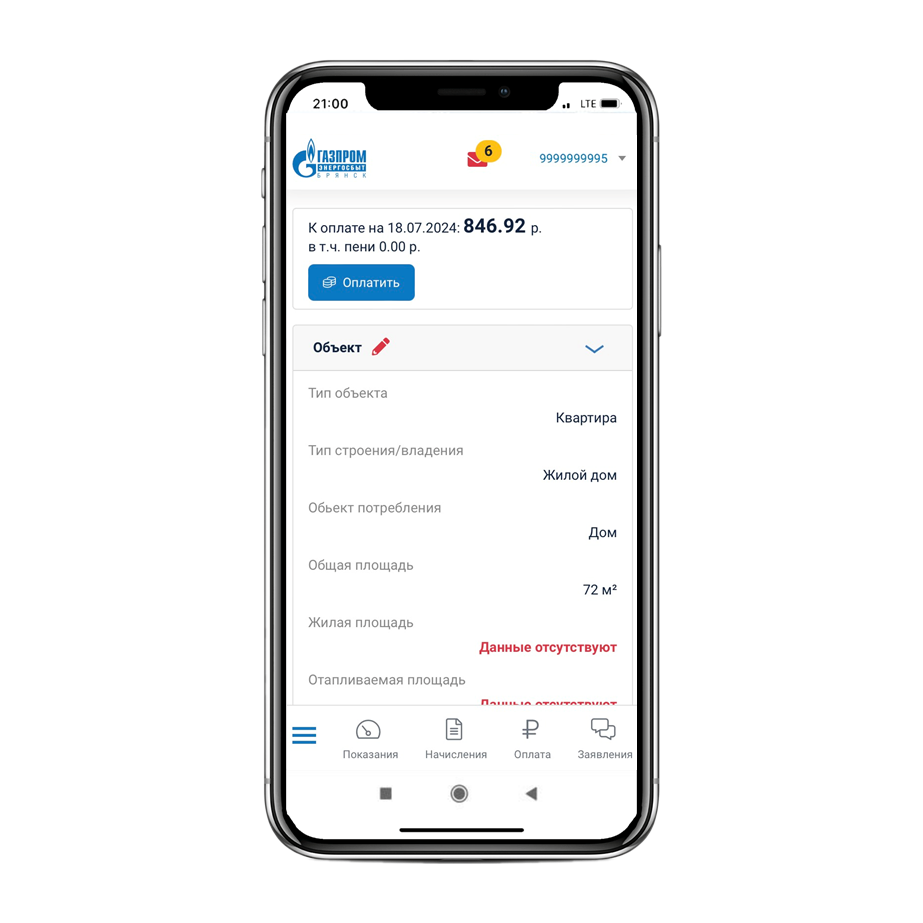 21:00
LTE
ГАЗПРОМ
ЭНЕРГОСБЫТ
БРЯНСК
6
9999999995
К оплате на 18.07.2024: 846.92 р.
в т.ч. пени 0.00 р.
Оплатить
Объект
Тип объекта
Квартира
Тип строения/владения
Жилой дом
Обьект потребления
Дом
Общая площадь
72 м²
Жилая площадь
Данные отсутствуют
Отапливаемая площадь
Данные отсутствуют
Показания
Начисления
Оплата
Заявления